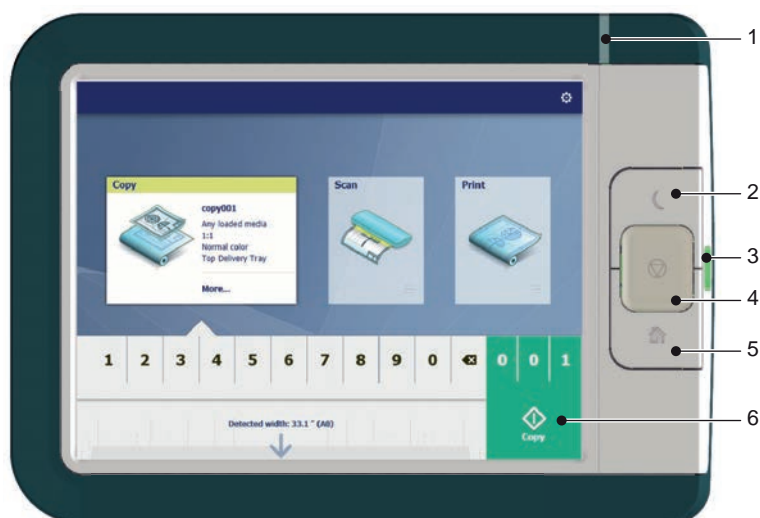 1
2
3
4
5
6
Copy
copy001
Any loaded media
1:1
Normal color
Top Delivery Tray
More...
Scan
Print
1 2 3 4 5 6 7 8 9 0 0 0 1
Detected width: 33.1 ″ (A0)
Copy